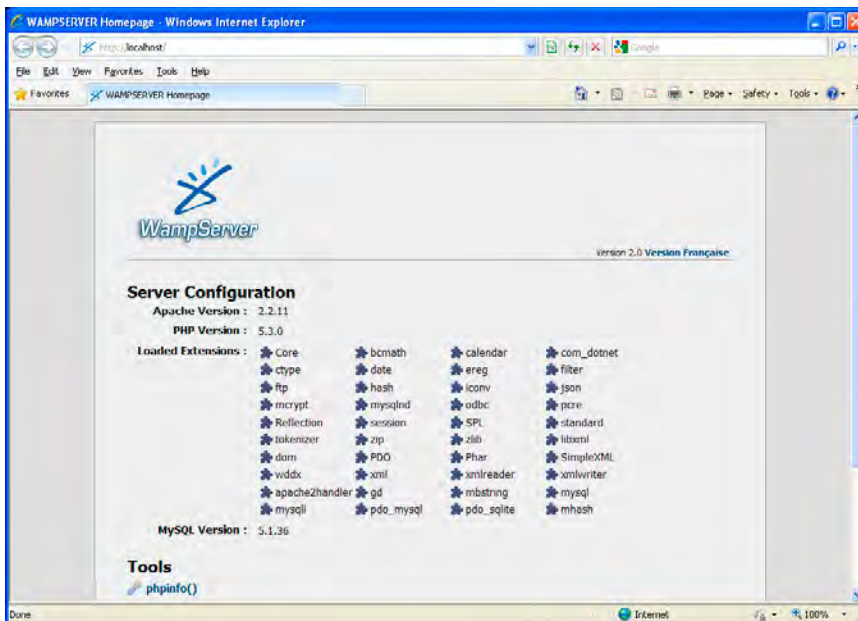 WAMPSERVER Homepage - Windows Internet Explorer
http://localhost/
Google
File Edit View Favorites Tools Help
Favorites WAMPSERVER Homepage Page Safety Tools
WampServer
Version 2.0 Version Française
Server Configuration
Apache Version : 2.2.11
PHP Version : 5.3.0
Loaded Extensions : Core bcmath calendar com_dotnet
ctype date ereg filter
ftp hash iconv json
mcrypt mysqlnd odbc pcre
Reflection session SPL standard
tokenizer zip zlib libxml
dom PDO Phar SimpleXML
wddx xml xmlreader xmlwriter
apache2handler gd mbstring mysql
mysqli pdo_mysql pdo_sqlite mhash
MySQL Version : 5.1.36
Tools
phpinfo()
Done Internet 100%